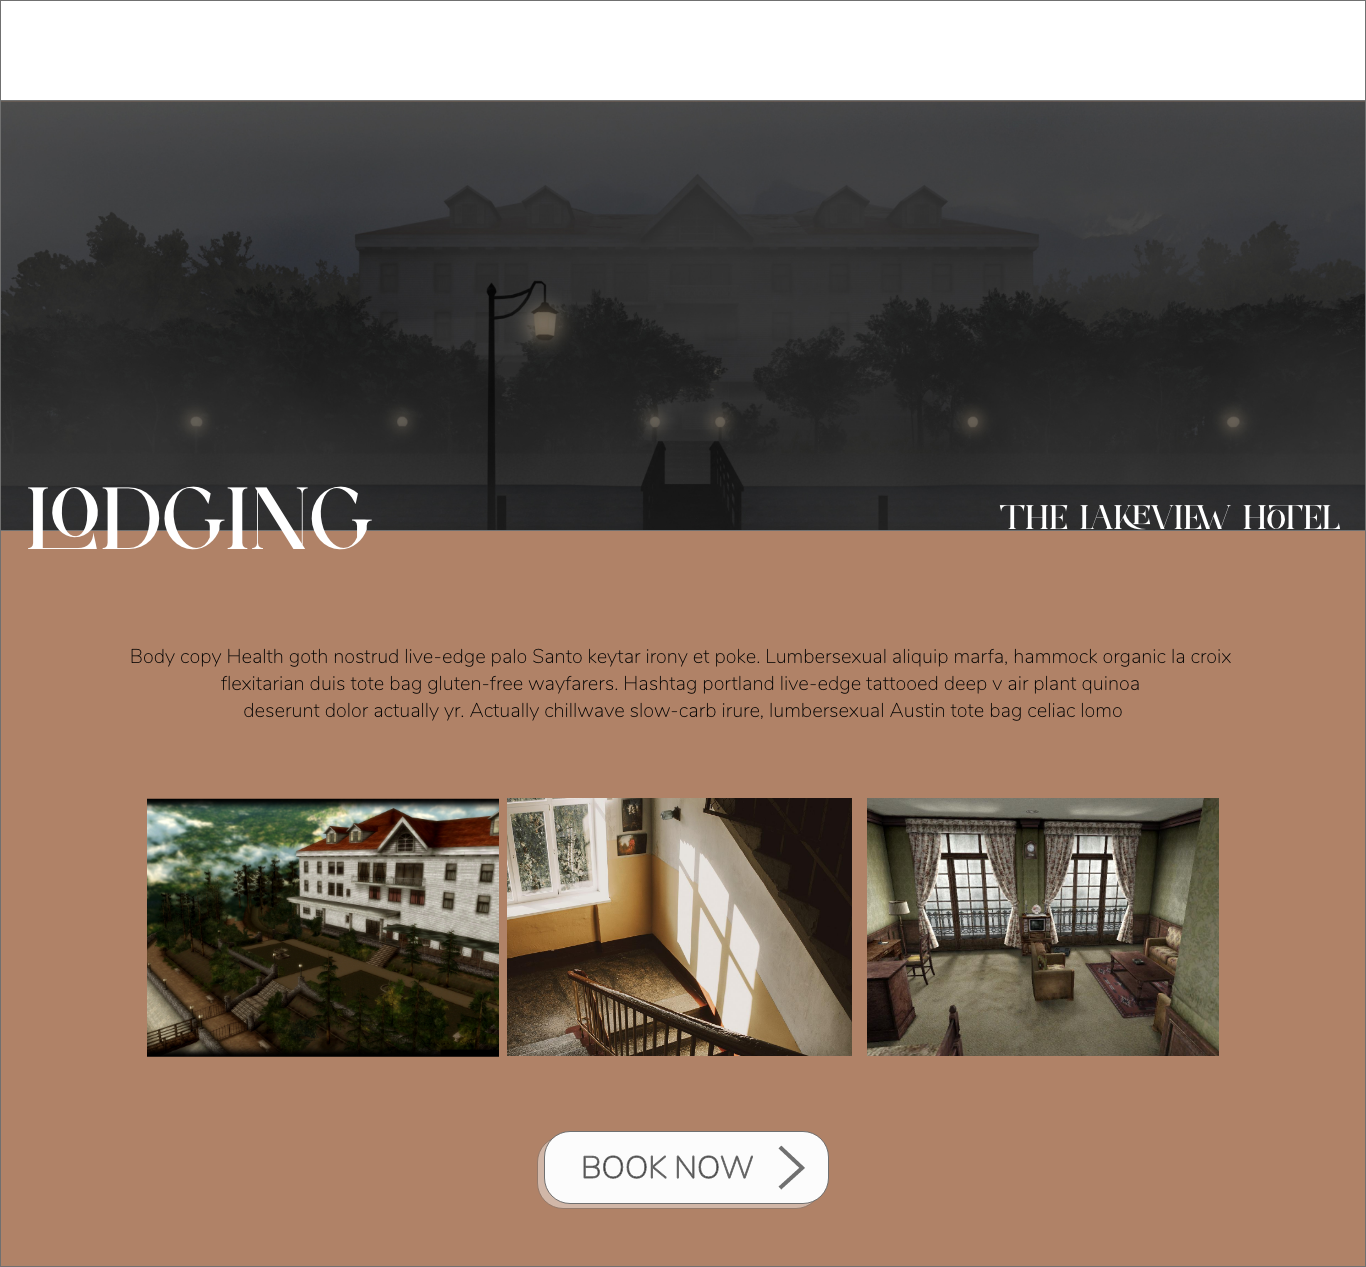 LODGING
THE LAKEVIEW HOTEL
Body copy Health goth nostrud live-edge palo Santo keytar irony et poke. Lumbersexual aliquip marfa, hammock organic la croix
flexitarian duis tote bag gluten-free wayfarers. Hashtag portland live-edge tattooed deep v air plant quinoa
deserunt dolor actually yr. Actually chillwave slow-carb irure, lumbersexual Austin tote bag celiac lomo
BOOK NOW